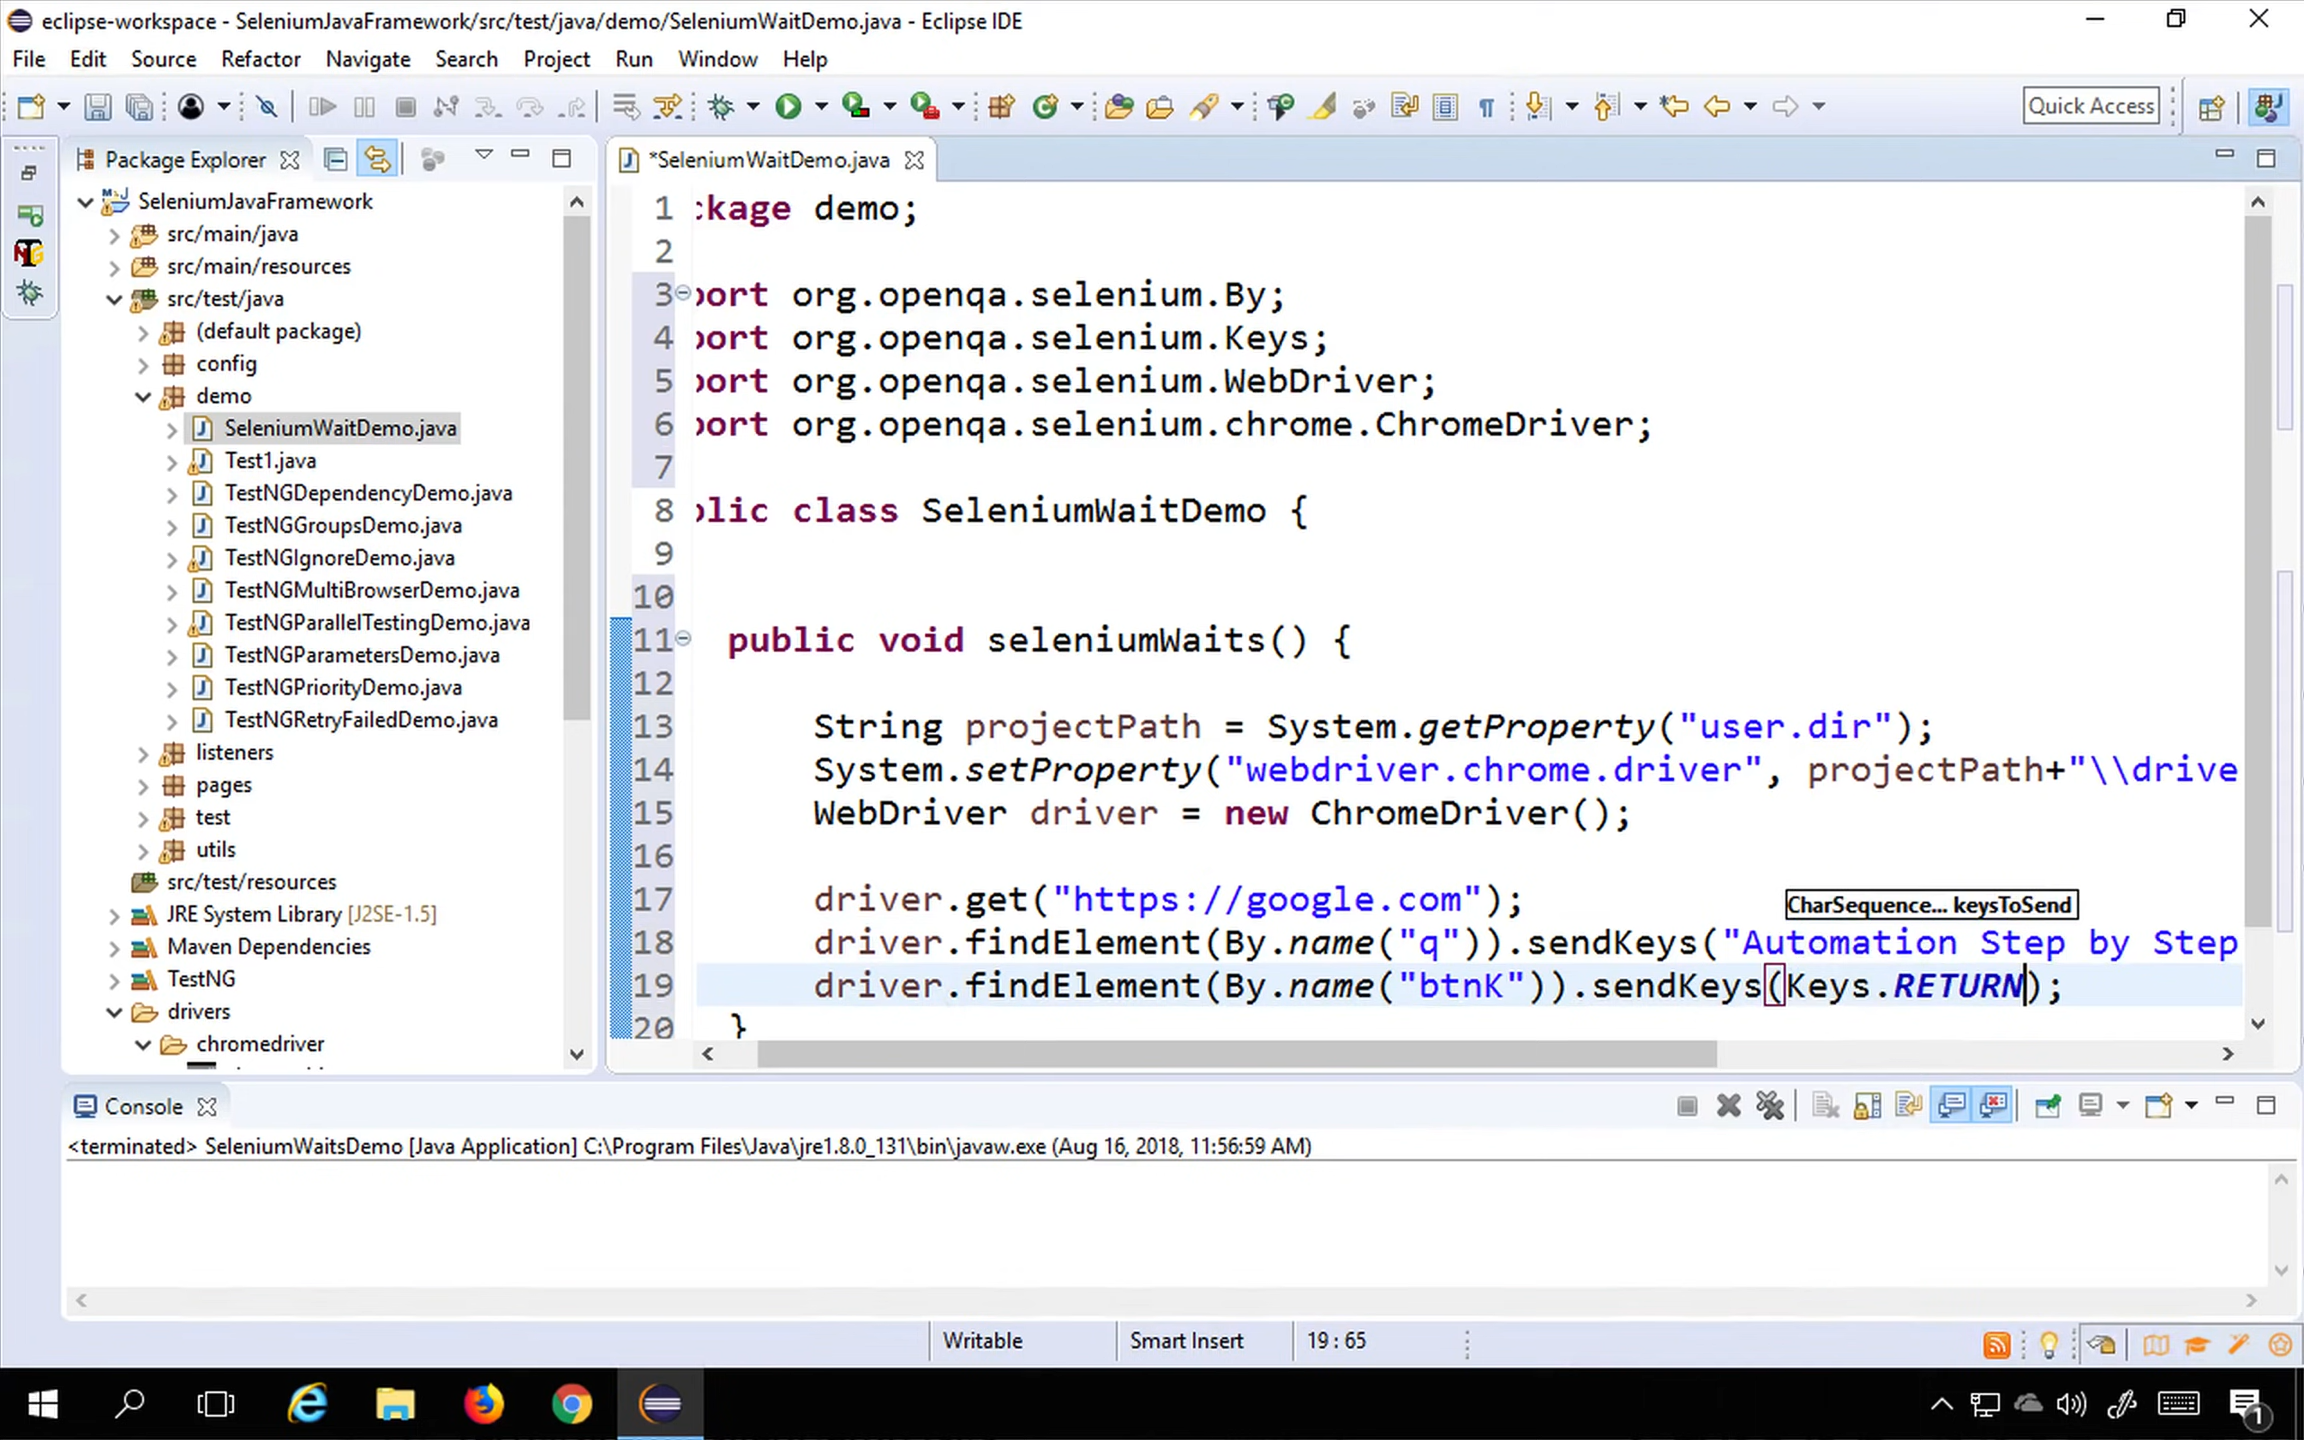 eclipse-workspace - SeleniumJavaFramework/src/test/java/demo/SeleniumWaitDemo.java - Eclipse IDE
File Edit Source Refactor Navigate Search Project Run Window Help
Quick Access
Package Explorer
SeleniumJavaFramework
src/main/java
src/main/resources
src/test/java
(default package)
config
demo
SeleniumWaitDemo.java
Test1.java
TestNGDependencyDemo.java
TestNGGroupsDemo.java
TestNGIgnoreDemo.java
TestNGMultiBrowserDemo.java
TestNGParallelTestingDemo.java
TestNGParametersDemo.java
TestNGPriorityDemo.java
TestNGRetryFailedDemo.java
listeners
pages
test
utils
src/test/resources
JRE System Library [J2SE-1.5]
Maven Dependencies
TestNG
drivers
chromedriver
*SeleniumWaitDemo.java
1 ckage demo;
2
3 port org.openqa.selenium.By;
4 port org.openqa.selenium.Keys;
5 port org.openqa.selenium.WebDriver;
6 port org.openqa.selenium.chrome.ChromeDriver;
7
8 blic class SeleniumWaitDemo {
9
10
11 public void seleniumWaits() {
12
13 String projectPath = System.getProperty("user.dir");
14 System.setProperty("webdriver.chrome.driver", projectPath+"\\drive
15 WebDriver driver = new ChromeDriver();
16
17 driver.get("https://google.com");
CharSequence... keysToSend
18 driver.findElement(By.name("q")).sendKeys("Automation Step by Step
19 driver.findElement(By.name("btnK")).sendKeys(Keys.RETURN);
20 }
Console
<terminated> SeleniumWaitsDemo [Java Application] C:\Program Files\Java\jre1.8.0_131\bin\javaw.exe (Aug 16, 2018, 11:56:59 AM)
Writable Smart Insert 19 : 65
1